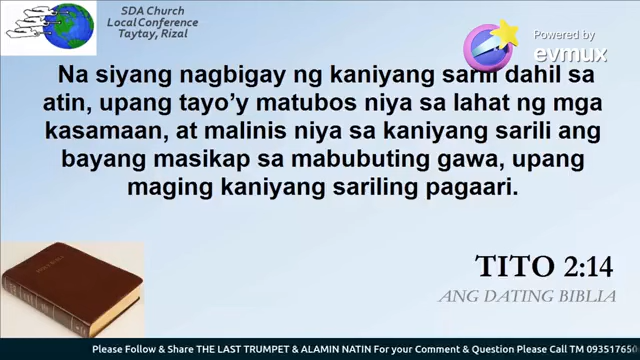 SDA Church
Local Conference
Taytay, Rizal
Powered by
evmux
Na siyang nagbigay ng kaniyang sarili dahil sa
atin, upang tayo'y matubos niya sa lahat ng mga
kasamaan, at malinis niya sa kaniyang sarili ang
bayang masikap sa mabubuting gawa, upang
maging kaniyang sariling pagaari.
HOLY BIBLE
TITO 2:14
ANG DATING BIBLIA
Please Follow & Share THE LAST TRUMPET & ALAMIN NATIN For your Comment & Question Please Call TM 093517650